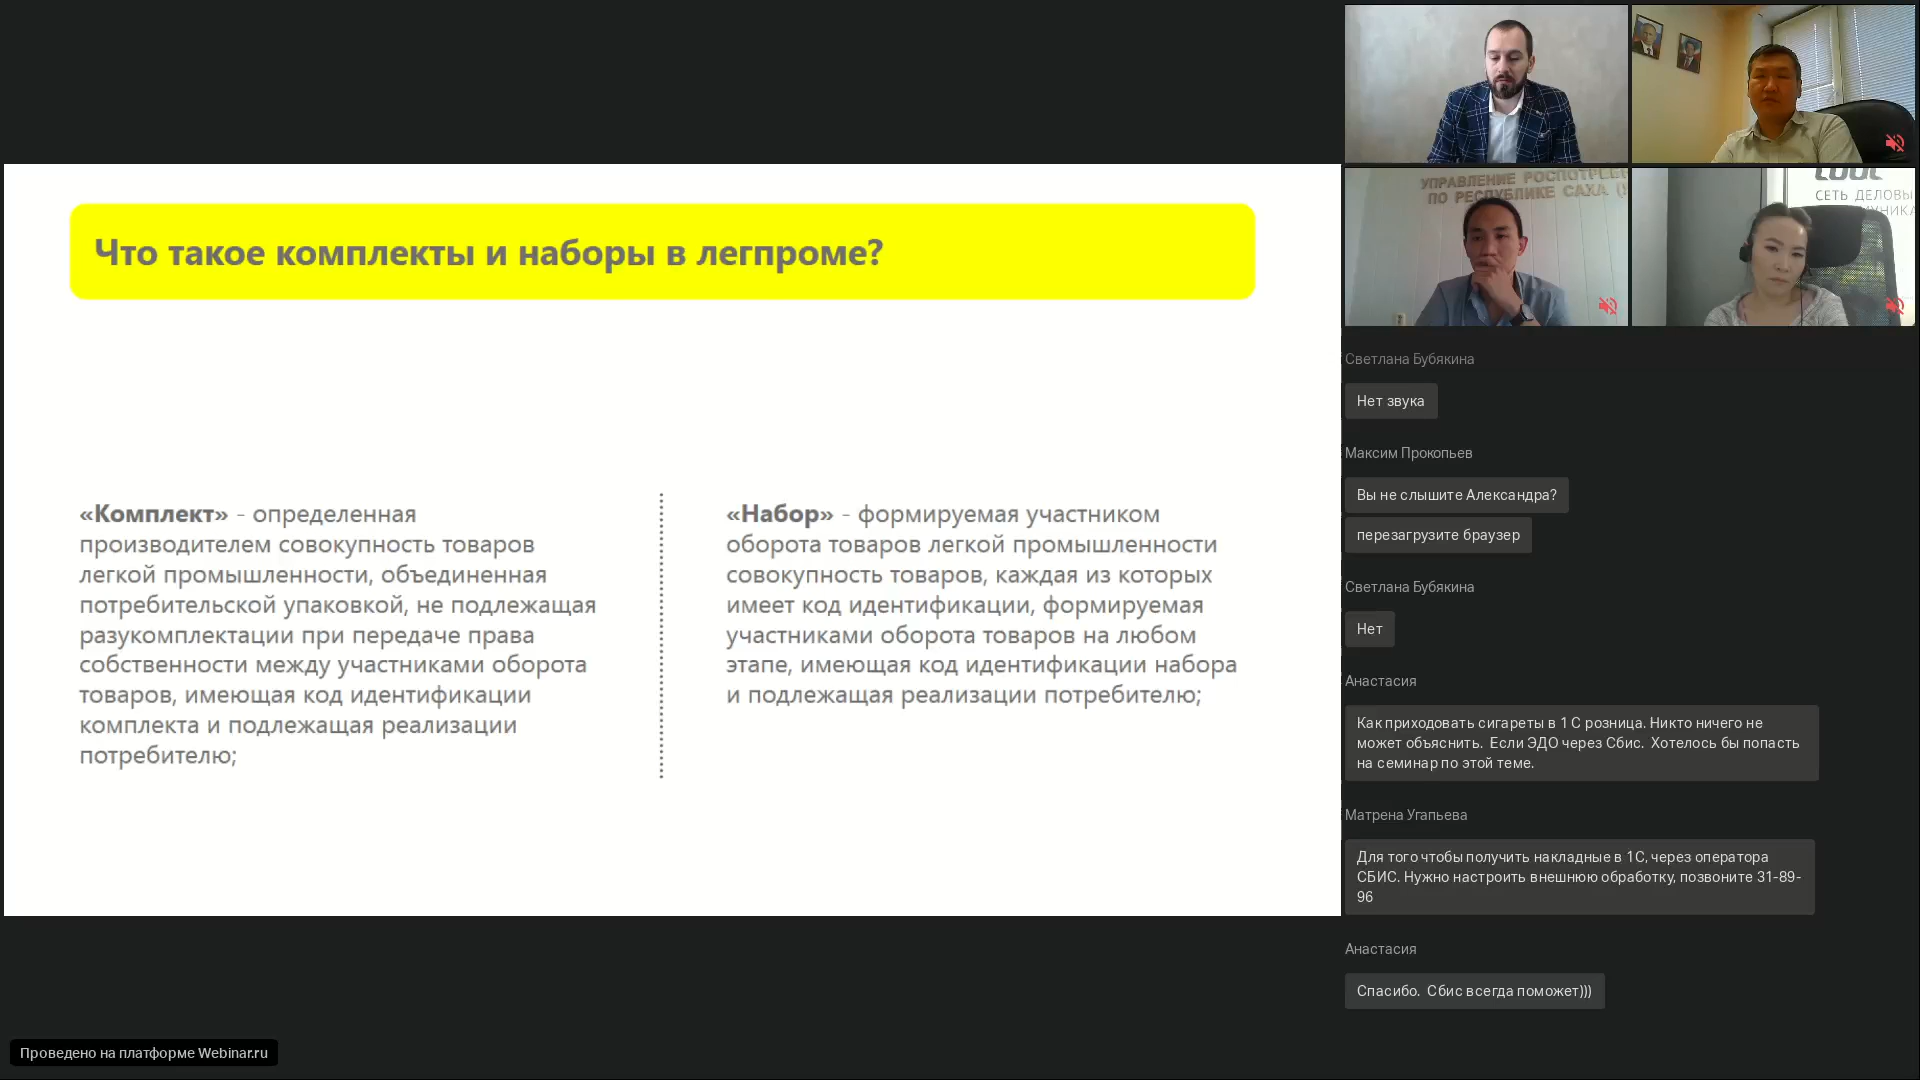 Что такое комплекты и наборы в легпроме?
«Комплект» - определенная
производителем совокупность товаров
легкой промышленности, объединенная
потребительской упаковкой, не подлежащая
разукомплектации при передаче права
собственности между участниками оборота
товаров, имеющая код идентификации
комплекта и подлежащая реализации
потребителю;
«Набор» - формируемая участником
оборота товаров легкой промышленности
совокупность товаров, каждая из которых
имеет код идентификации, формируемая
участниками оборота товаров на любом
этапе, имеющая код идентификации набора
и подлежащая реализации потребителю;
УПРАВЛЕНИЕ
ПО РЕСПУБЛИКЕ САХА
СЕТЬ ДЕЛОВЫ
Светлана Бубякина
Нет звука
Максим Прокопьев
Вы не слышите Александра?
перезагрузите браузер
Светлана Бубякина
Нет
Анастасия
Как приходовать сигареты в 1 С розница. Никто ничего не
может объяснить. Если ЭДО через Сбис. Хотелось бы попасть
на семинар по этой теме.
Матрена Угапьева
Для того чтобы получить накладные в 1С, через оператора
СБИС. Нужно настроить внешнюю обработку, позвоните 31-89-
96
Анастасия
Спасибо. Сбис всегда поможет)))
Проведено на платформе Webinar.ru